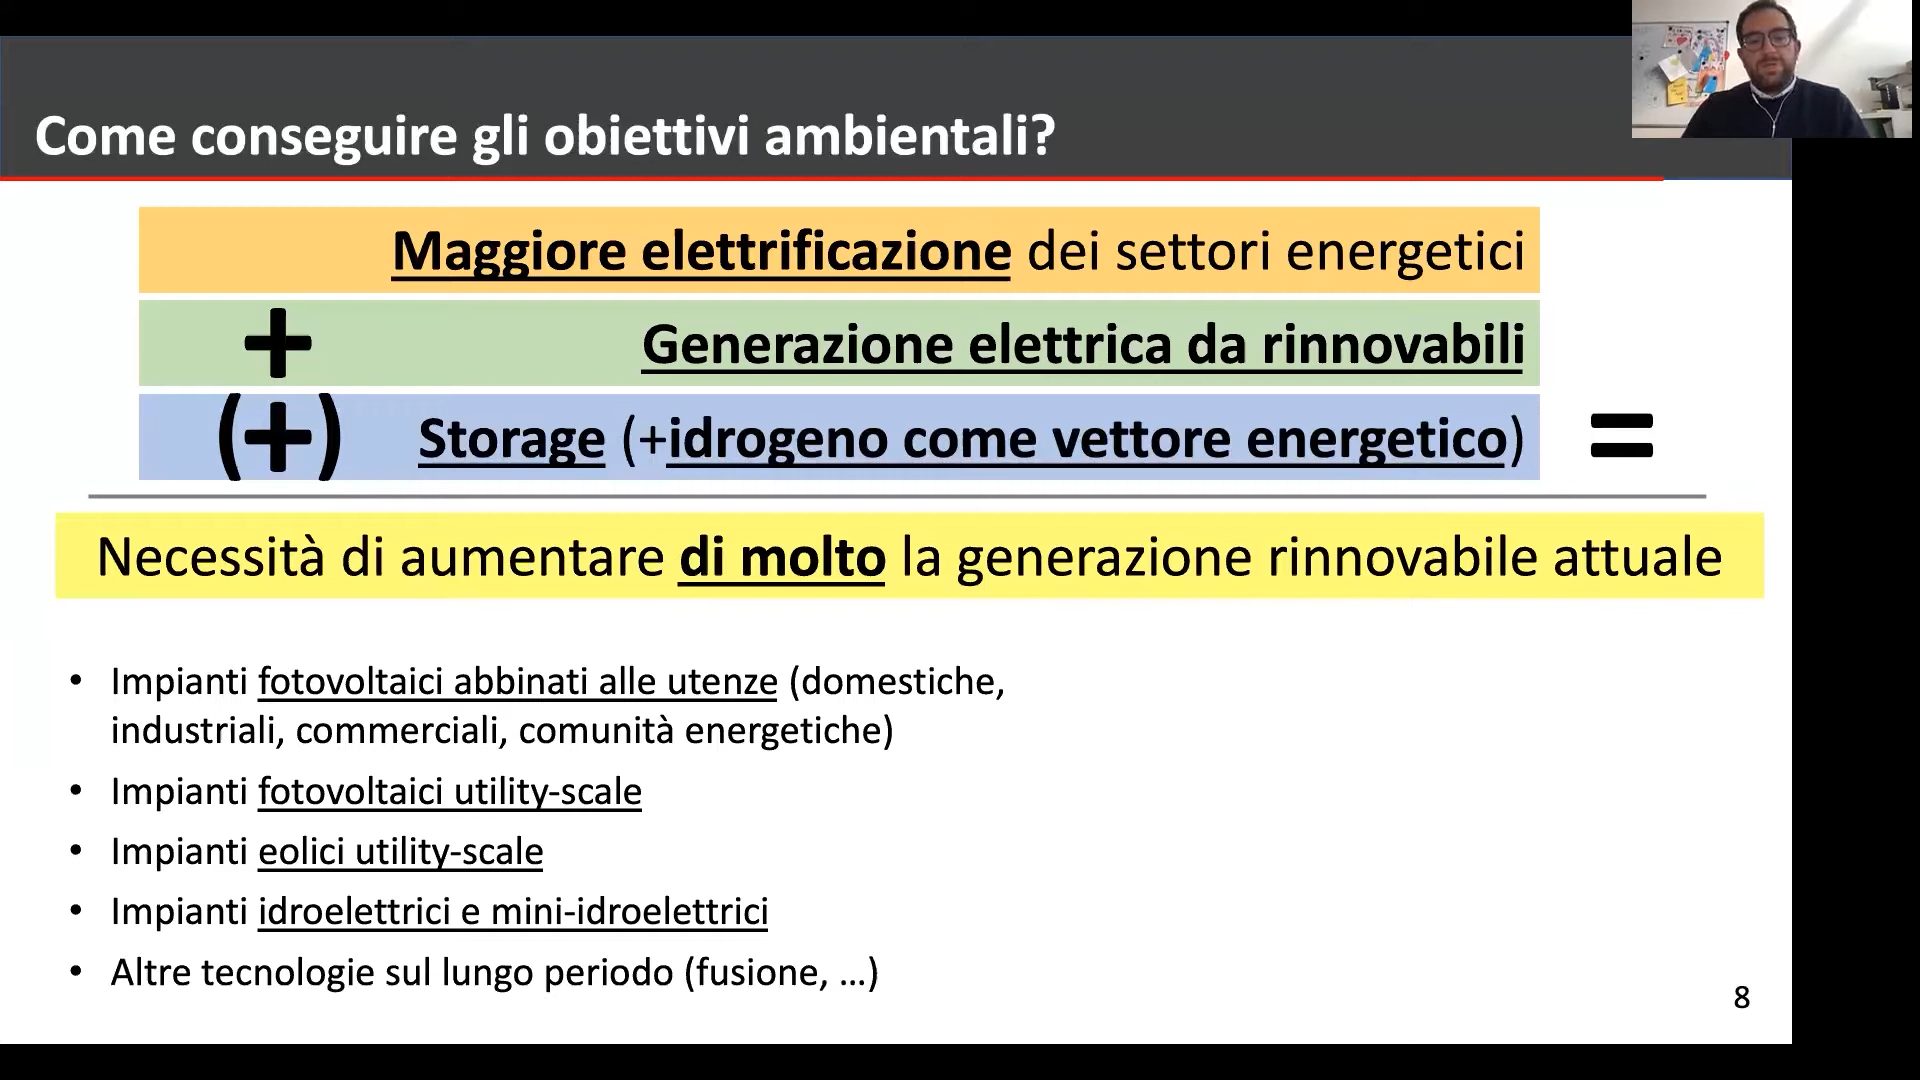 Come conseguire gli obiettivi ambientali?
Maggiore elettrificazione dei settori energetici
+ Generazione elettrica da rinnovabili
(+) Storage (+idrogeno come vettore energetico) =
Necessità di aumentare di molto la generazione rinnovabile attuale
• Impianti fotovoltaici abbinati alle utenze (domestiche,
industriali, commerciali, comunità energetiche)
• Impianti fotovoltaici utility-scale
• Impianti eolici utility-scale
• Impianti idroelettrici e mini-idroelettrici
• Altre tecnologie sul lungo periodo (fusione, …)
8